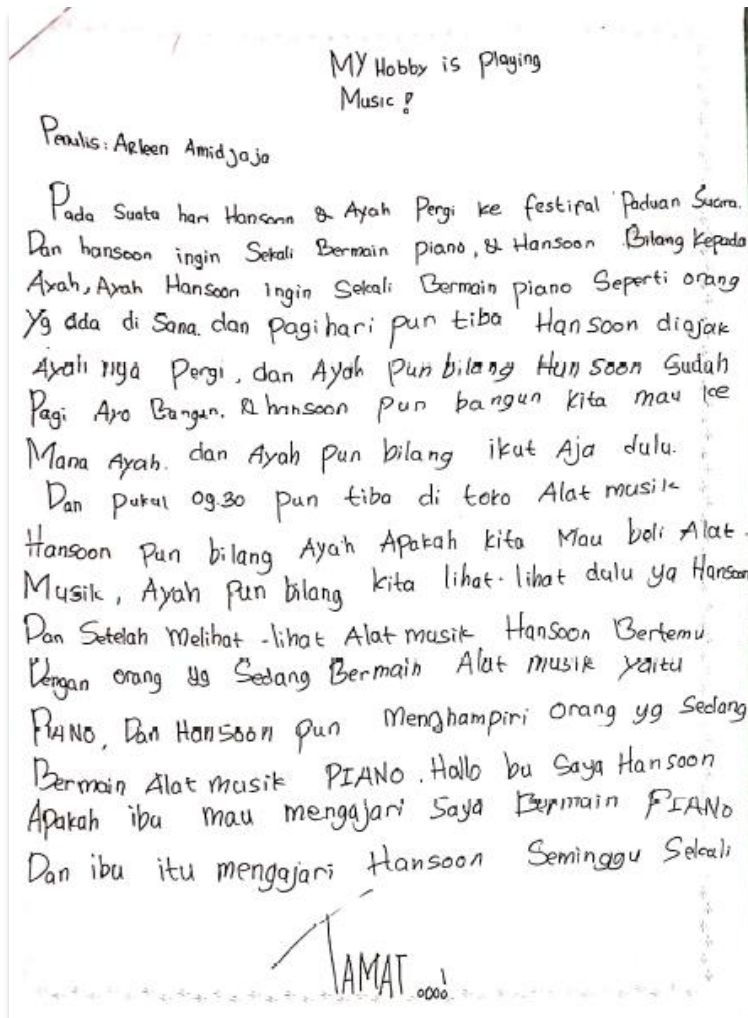 MY Hobby is Playing
Music !
Penulis: Arleen Amidjaja
Pada Suata hari Hansoon & Ayah Pergi ke festifal Paduan Suara.
Dan hansoon ingin Sekali Bermain piano, & Hansoon Bilang Kepada
Ayah, Ayah Hansoon Ingin Sekali Bermain piano Seperti orang
Yg ada di Sana. dan Pagi hari pun tiba Hansoon diajak
Ayah nya Pergi, dan Ayah Pun bilang Hun soon Sudah
Pagi Ayo Bangun. & hansoon pun bangun kita mau ke
Mana Ayah. dan Ayah pun bilang ikut Aja dulu.
Dan Pukul 09.30 pun tiba di toko Alat musik
Hansoon Pun bilang Ayah Apakah kita Mau beli Alat.
Musik, Ayah Pun bilang kita lihat-lihat dulu ya Hansoon
Dan Setelah Melihat-lihat Alat musik Hansoon Bertemu
Dengan orang yg Sedang Bermain Alat musik yaitu
PIANO, Dan Hansoon pun Menghampiri orang yg Sedang
Bermain Alat musik PIANO. Hallo bu Saya Hansoon
Apakah ibu mau mengajari Saya Bermain PIANO
Dan ibu itu mengajari Hansoon Seminggu Sekali
TAMAT....!